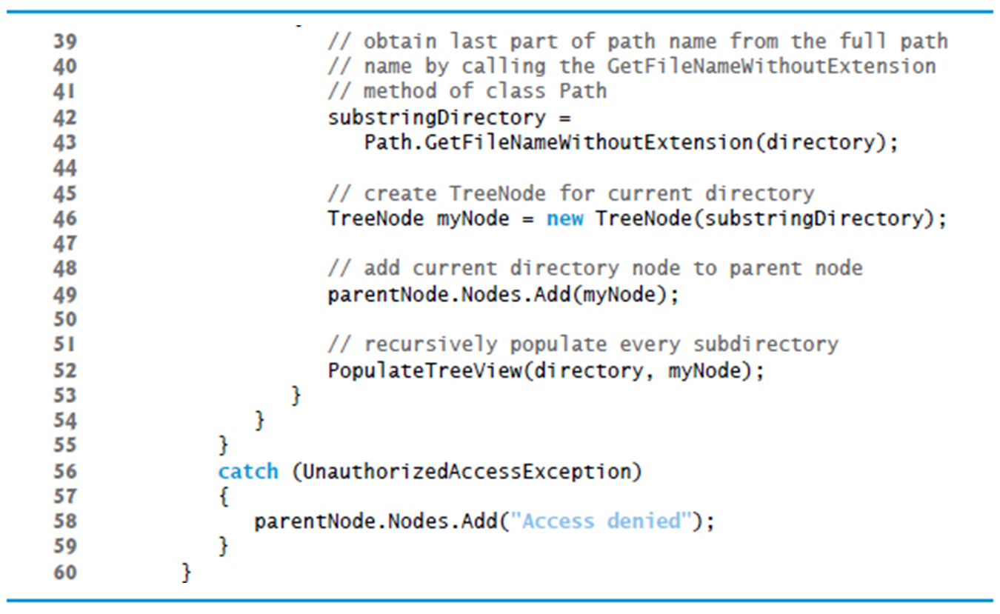 39 // obtain last part of path name from the full path
40 // name by calling the GetFileNameWithoutExtension
41 // method of class Path
42 substringDirectory =
43 Path.GetFileNameWithoutExtension(directory);
44
45 // create TreeNode for current directory
46 TreeNode myNode = new TreeNode(substringDirectory);
47
48 // add current directory node to parent node
49 parentNode.Nodes.Add(myNode);
50
51 // recursively populate every subdirectory
52 PopulateTreeView(directory, myNode);
53 }
54 }
55 }
56 catch (UnauthorizedAccessException)
57 {
58 parentNode.Nodes.Add("Access denied");
59 }
60 }